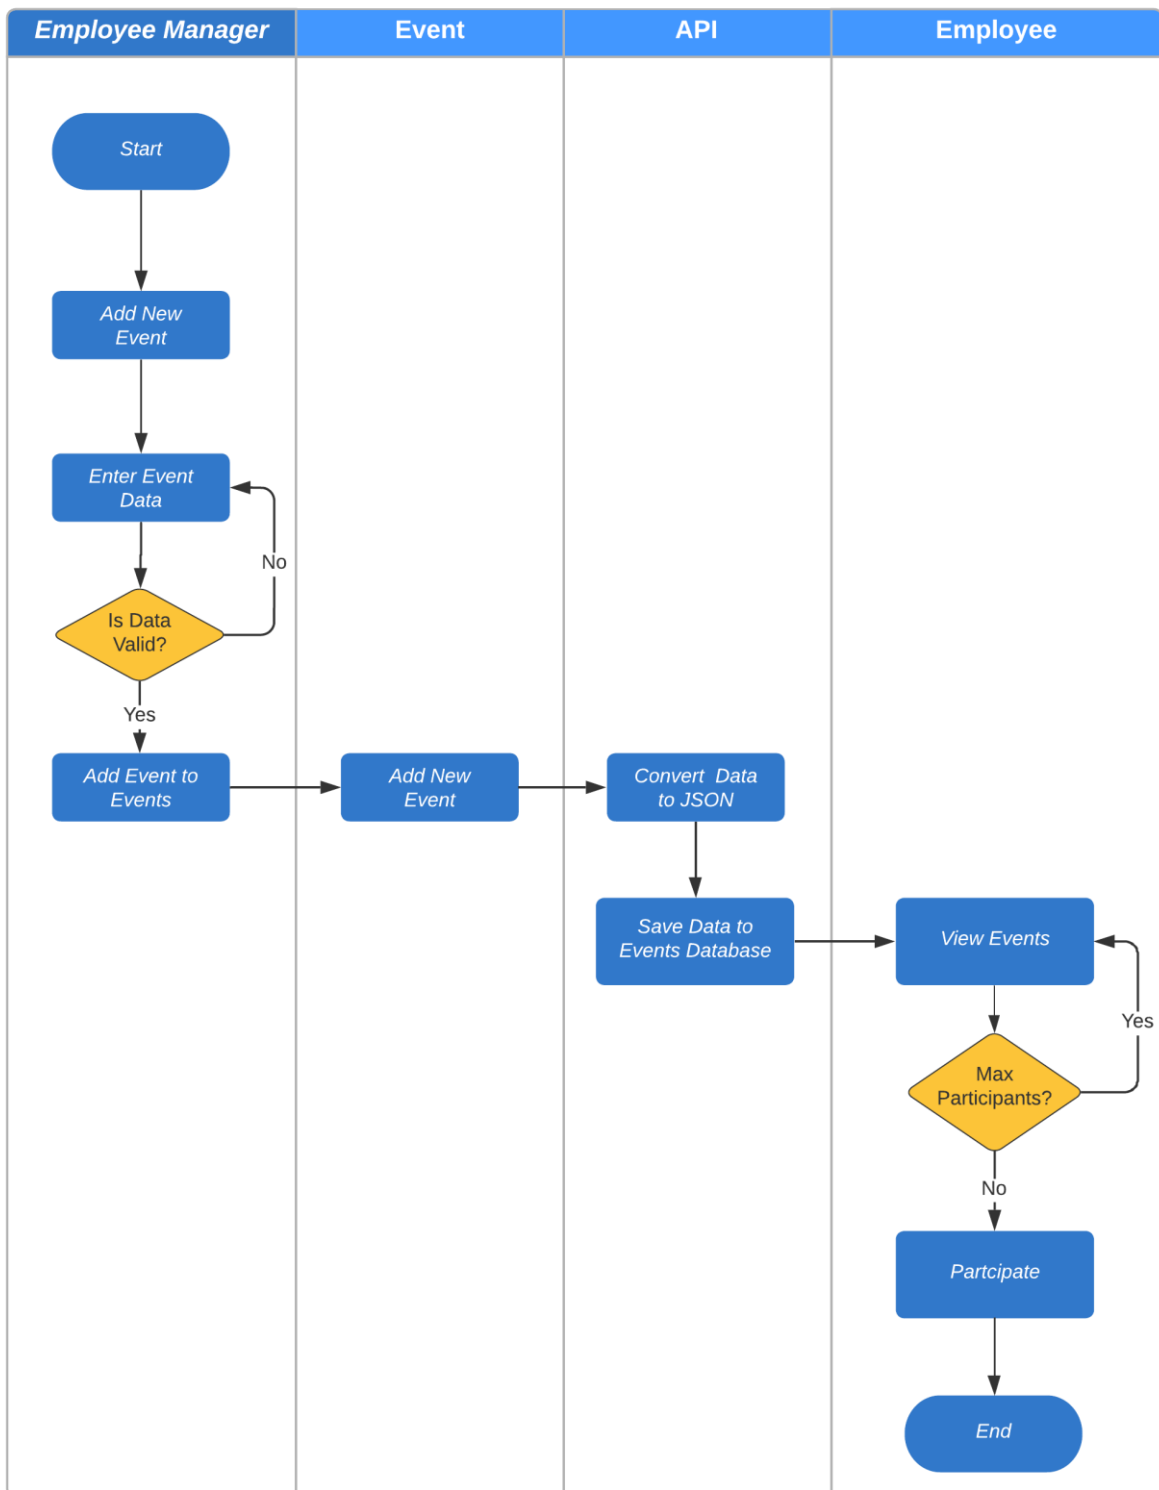 Employee Manager
Event
API
Employee
Start
Add New
Event
Enter Event
Data
No
Is Data
Valid?
Yes
Add Event to
Events
Add New
Event
Convert Data
to JSON
Save Data to
Events Database
View Events
Yes
Max
Participants?
No
Partcipate
End